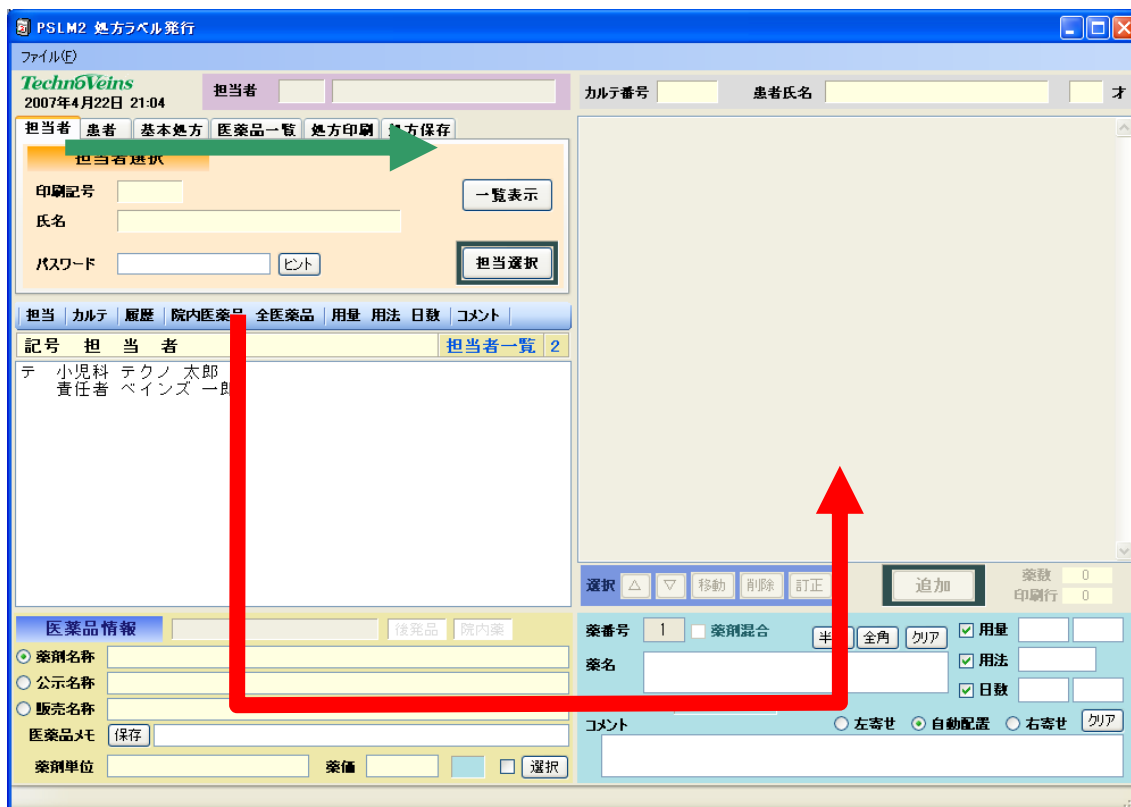 PSLM2 処方ラベル発行
ファイル(F)
TechnoVeins
2007年4月22日 21:04
担当者
カルテ番号 患者氏名 才
担当者 患者 基本処方 医薬品一覧 処方印刷 処方保存
担当者選択
印刷記号
一覧表示
氏名
パスワード ヒント 担当選択
担当 カルテ 履歴 院内医薬品 全医薬品 用量 用法 日数 コメント
記号 担 当 者 担当者一覧 2
テ 小児科 テクノ 太郎
責任者 ベインズ 一郎
選択 △ ▽ 移動 削除 訂正 追加 薬数 0
印刷行 0
医薬品情報 後発品 院内薬
薬剤名称
公示名称
販売名称
医薬品メモ 保存
薬剤単位 薬価 選択
薬番号 1 薬剤混合 全角 クリア 用量
薬名 用法
日数
コメント 左寄せ 自動配置 右寄せ クリア